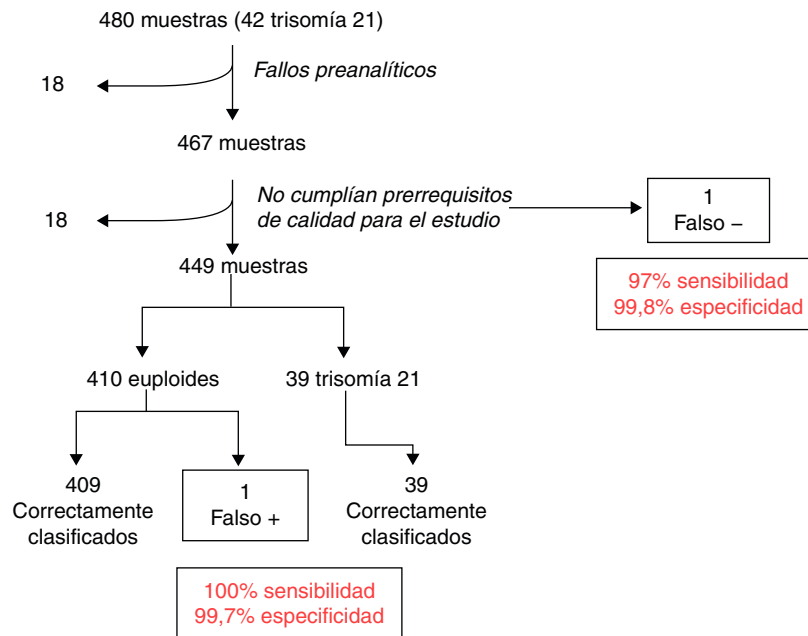 480 muestras (42 trisomía 21)
18
Fallos preanalíticos
467 muestras
18
No cumplían prerrequisitos
de calidad para el estudio
1
Falso –
97% sensibilidad
99,8% especificidad
449 muestras
410 euploides
39 trisomía 21
409
Correctamente
clasificados
1
Falso +
39
Correctamente
clasificados
100% sensibilidad
99,7% especificidad